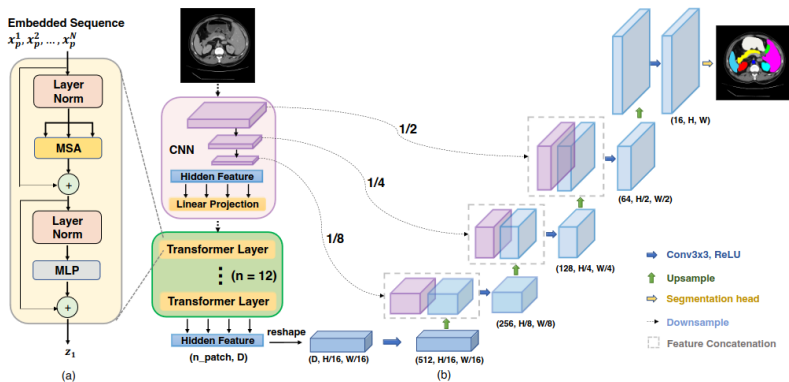 Embedded Sequence
x_p^1, x_p^2, ..., x_p^N
Layer
Norm
MSA
+
Layer
Norm
MLP
+
z_1
(a)
CNN
Hidden Feature
Linear Projection
Transformer Layer
(n = 12)
Transformer Layer
Hidden Feature
(n_patch, D)
reshape
(D, H/16, W/16)
(512, H/16, W/16)
(b)
1/2
1/4
1/8
(256, H/8, W/8)
(128, H/4, W/4)
(64, H/2, W/2)
(16, H, W)
Conv3x3, ReLU
Upsample
Segmentation head
Downsample
Feature Concatenation